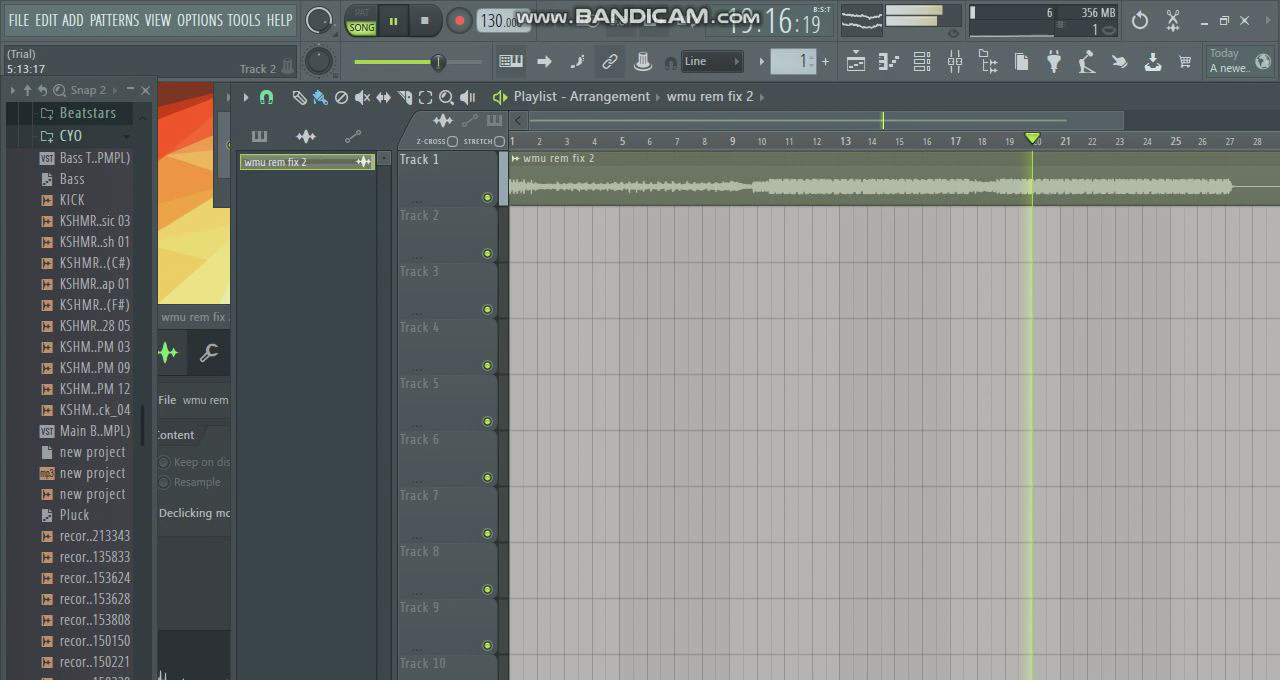 FILE EDIT ADD PATTERNS VIEW OPTIONS TOOLS HELP
PAT
SONG
130.00
www.BANDICAM.com
19:16:19
B:S:T
6
356 MB
1
(Trial)
5:13:17
Track 2
Line
1
Today
A newe..
Snap 2
Playlist - Arrangement
wmu rem fix 2
Beatstars
CYO
Bass T..PMPL)
Bass
KICK
KSHMR..sic 03
KSHMR..sh 01
KSHMR..(C#)
KSHMR..ap 01
KSHMR..(F#)
KSHMR..28 05
KSHM..PM 03
KSHM..PM 09
KSHM..PM 12
KSHM..ck_04
Main B..MPL)
new project
mp3 new project
new project
Pluck
recor..213343
recor..135833
recor..153624
recor..153628
recor..153808
recor..150150
recor..150221
wmu rem fix 2
File wmu rem
Content
Keep on dis
Resample
Declicking mo
wmu rem fix 2
Z-CROSS STRETCH
1 2 3 4 5 6 7 8 9 10 11 12 13 14 15 16 17 18 19 20 21 22 23 24 25 26 27 28
Track 1
wmu rem fix 2
Track 2
Track 3
Track 4
Track 5
Track 6
Track 7
Track 8
Track 9
Track 10